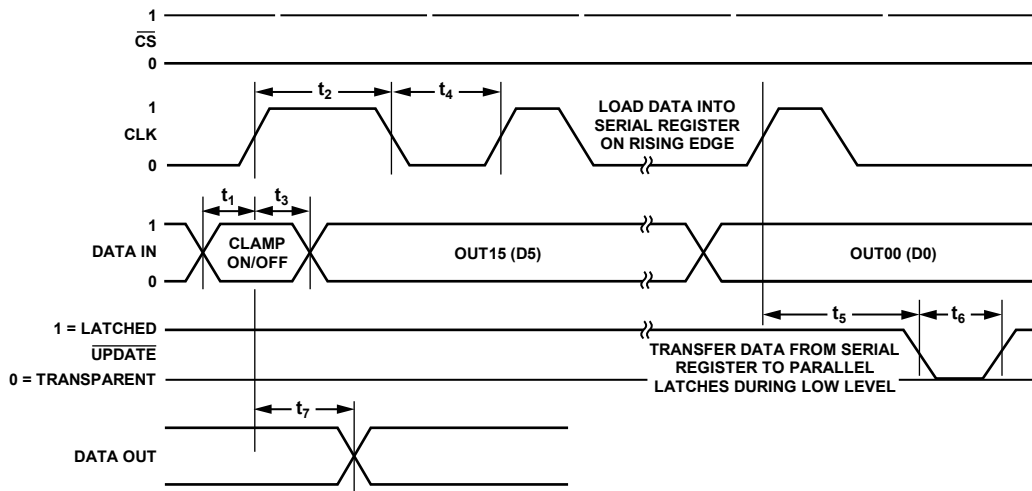 1
CS
0
t2
t4
1
CLK
0
LOAD DATA INTO
SERIAL REGISTER
ON RISING EDGE
t1
t3
1
DATA IN
0
CLAMP
ON/OFF
OUT15 (D5)
OUT00 (D0)
t5
t6
1 = LATCHED
UPDATE
0 = TRANSPARENT
TRANSFER DATA FROM SERIAL
REGISTER TO PARALLEL
LATCHES DURING LOW LEVEL
t7
DATA OUT